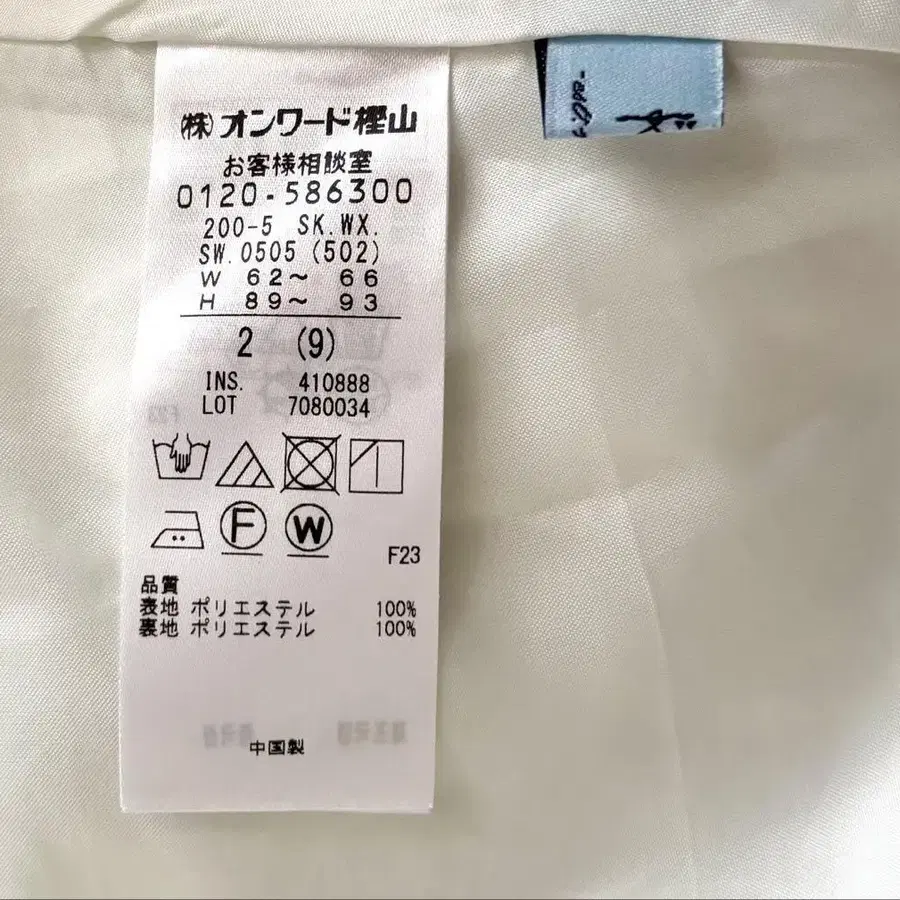 (株)オンワード樫山
お客様相談室
0120-586300
200-5 SK.WX.
SW.0505(502)
W 62～ 66
H 89～ 93
2 (9)
INS. 410888
LOT 7080034
F
W
F23
品質
表地 ポリエステル 100%
裏地 ポリエステル 100%
中国製